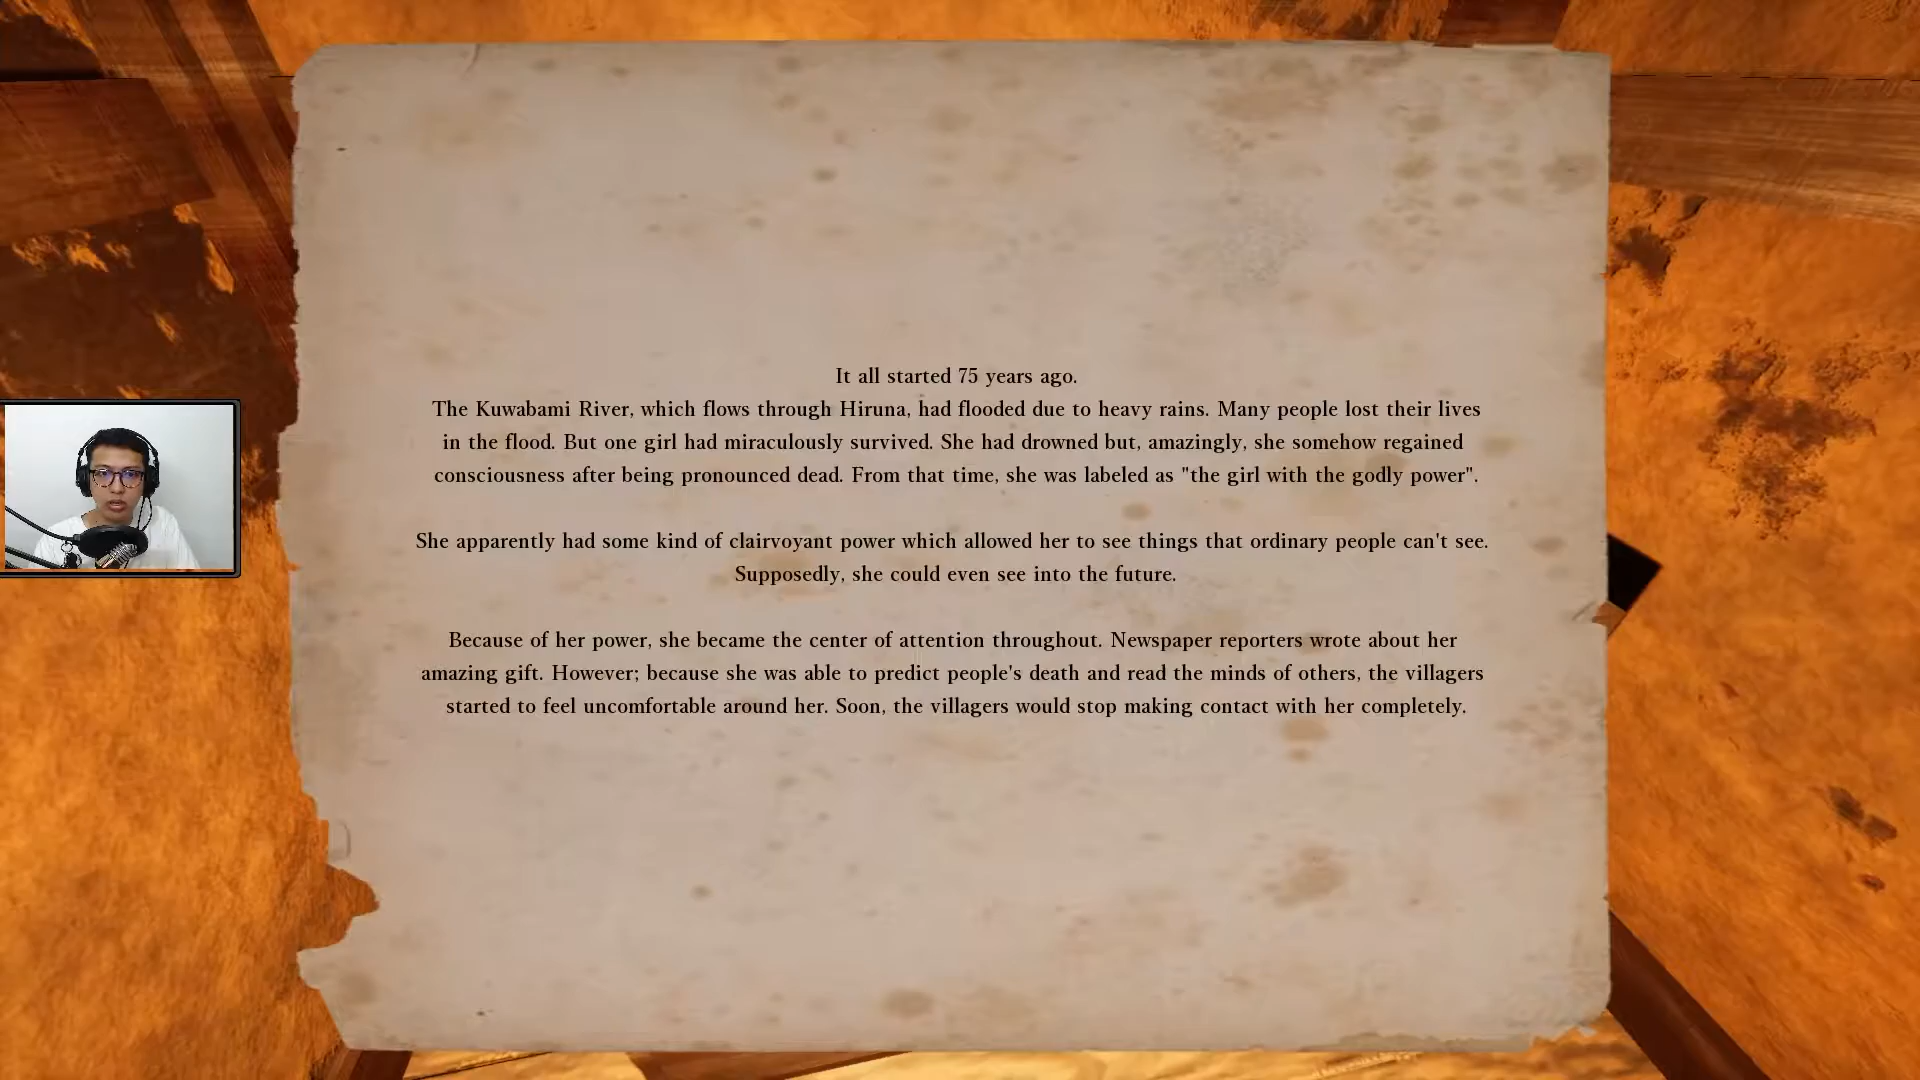 It all started 75 years ago.
The Kuwabami River, which flows through Hiruna, had flooded due to heavy rains. Many people lost their lives
in the flood. But one girl had miraculously survived. She had drowned but, amazingly, she somehow regained
consciousness after being pronounced dead. From that time, she was labeled as "the girl with the godly power".
She apparently had some kind of clairvoyant power which allowed her to see things that ordinary people can't see.
Supposedly, she could even see into the future.
Because of her power, she became the center of attention throughout. Newspaper reporters wrote about her
amazing gift. However; because she was able to predict people's death and read the minds of others, the villagers
started to feel uncomfortable around her. Soon, the villagers would stop making contact with her completely.